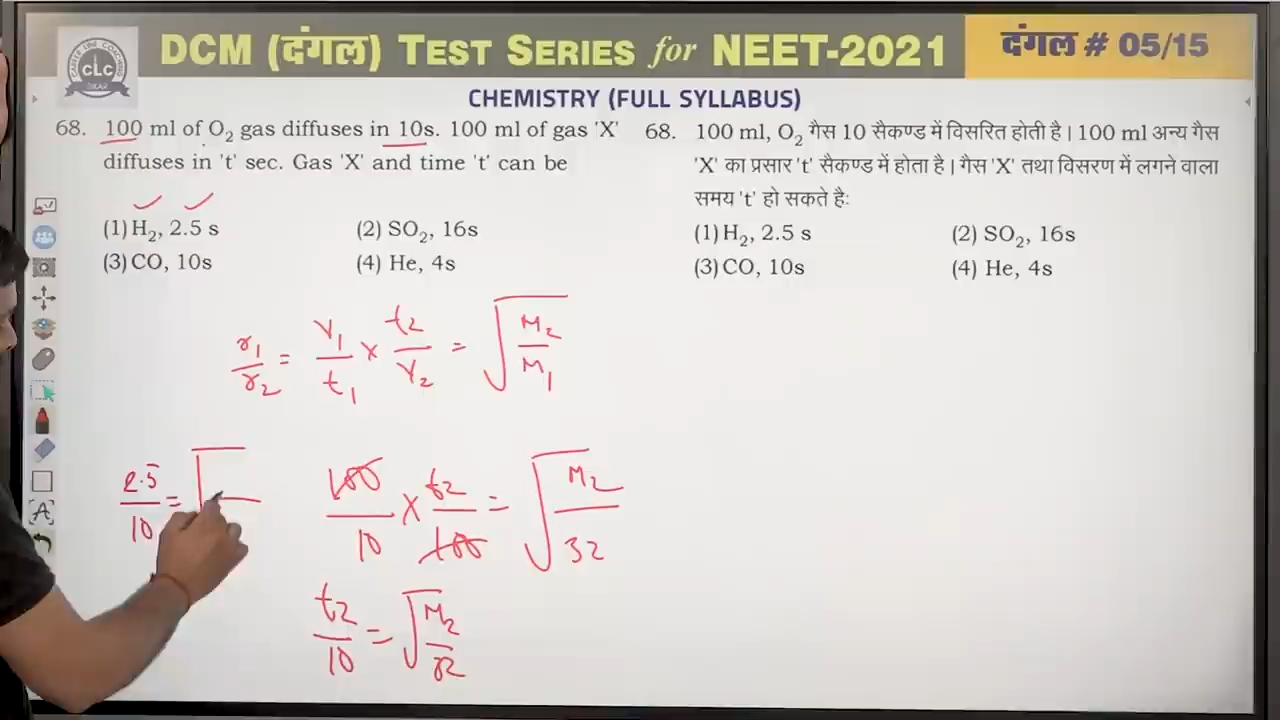 DCM (दंगल) TEST SERIES for NEET-2021
दंगल # 05/15
CLC
CHEMISTRY (FULL SYLLABUS)
68. 100 ml of O₂ gas diffuses in 10s. 100 ml of gas 'X'
diffuses in 't' sec. Gas 'X' and time 't' can be
(1) H₂, 2.5 s (2) SO₂, 16s
(3) CO, 10s (4) He, 4s
68. 100 ml, O₂ गैस 10 सैकण्ड में विसरित होती है। 100 ml अन्य गैस
'X' का प्रसार 't' सैकण्ड में होता है। गैस 'X' तथा विसरण में लगने वाला
समय 't' हो सकते है:
(1) H₂, 2.5 s (2) SO₂, 16s
(3) CO, 10s (4) He, 4s
r₁/r₂ = V₁/t₁ × t₂/V₂ = √(M₂/M₁)
2.5/10 = √
100/10 × t₂/100 = √(M₂/32)
t₂/10 = √(M₂/32)